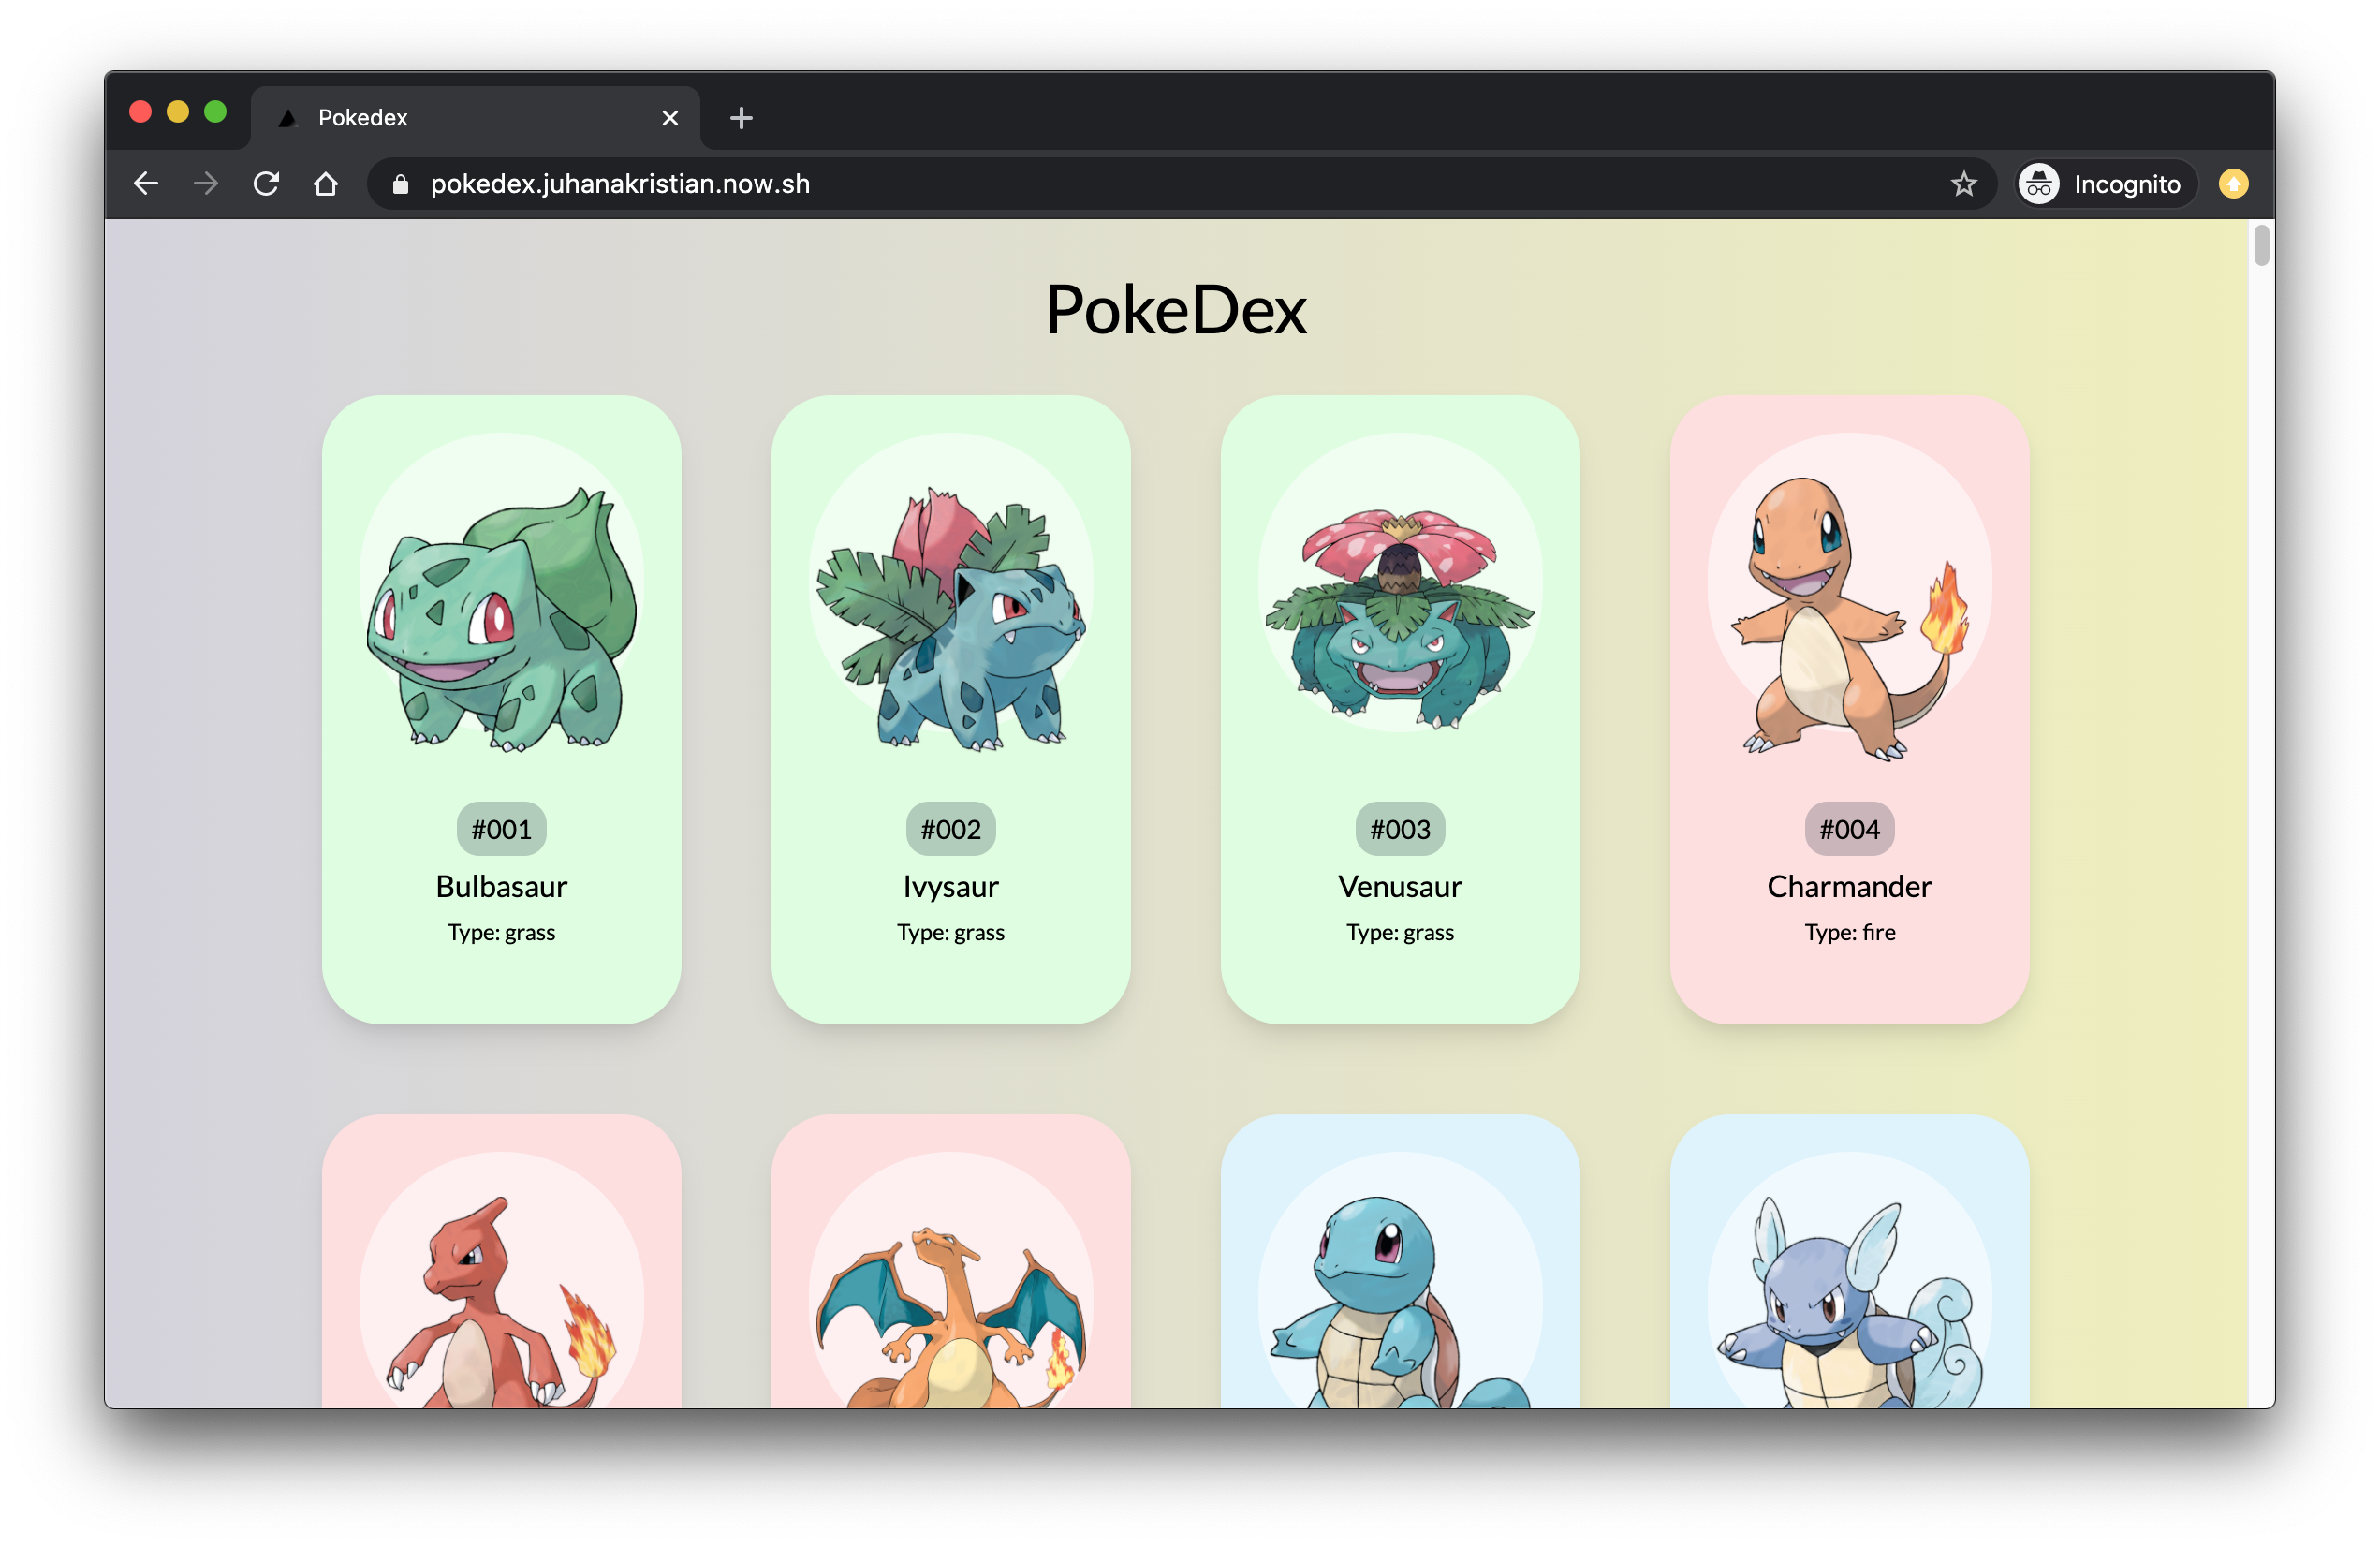 Pokedex
pokedex.juhanakristian.now.sh
Incognito
PokeDex
#001
#002
#003
#004
Bulbasaur
Ivysaur
Venusaur
Charmander
Type: grass
Type: grass
Type: grass
Type: fire